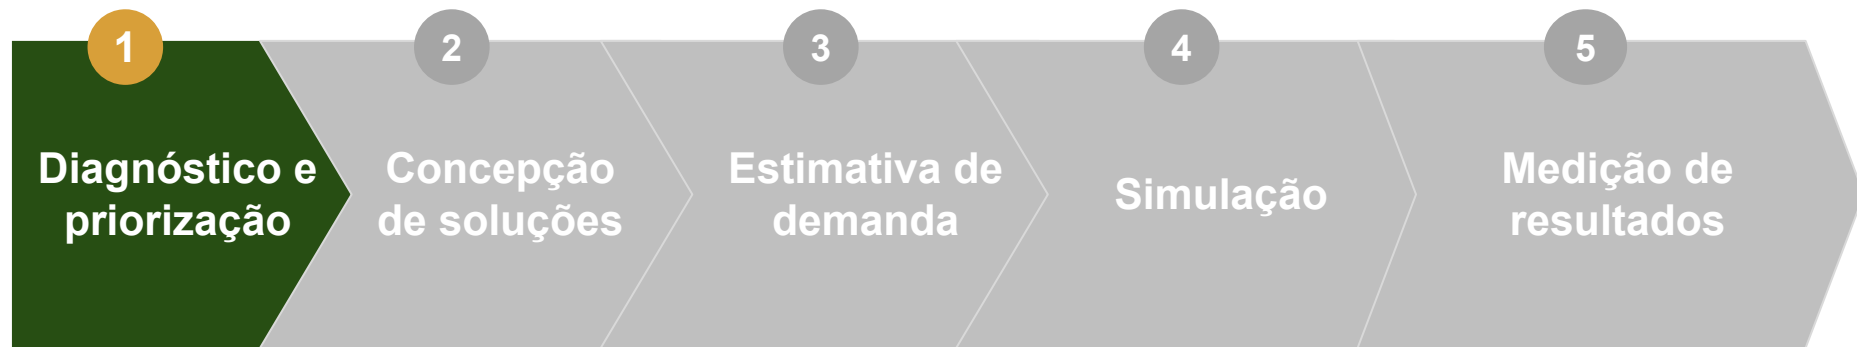 1
Diagnóstico e
priorização
2
Concepção
de soluções
3
Estimativa de
demanda
4
Simulação
5
Medição de
resultados